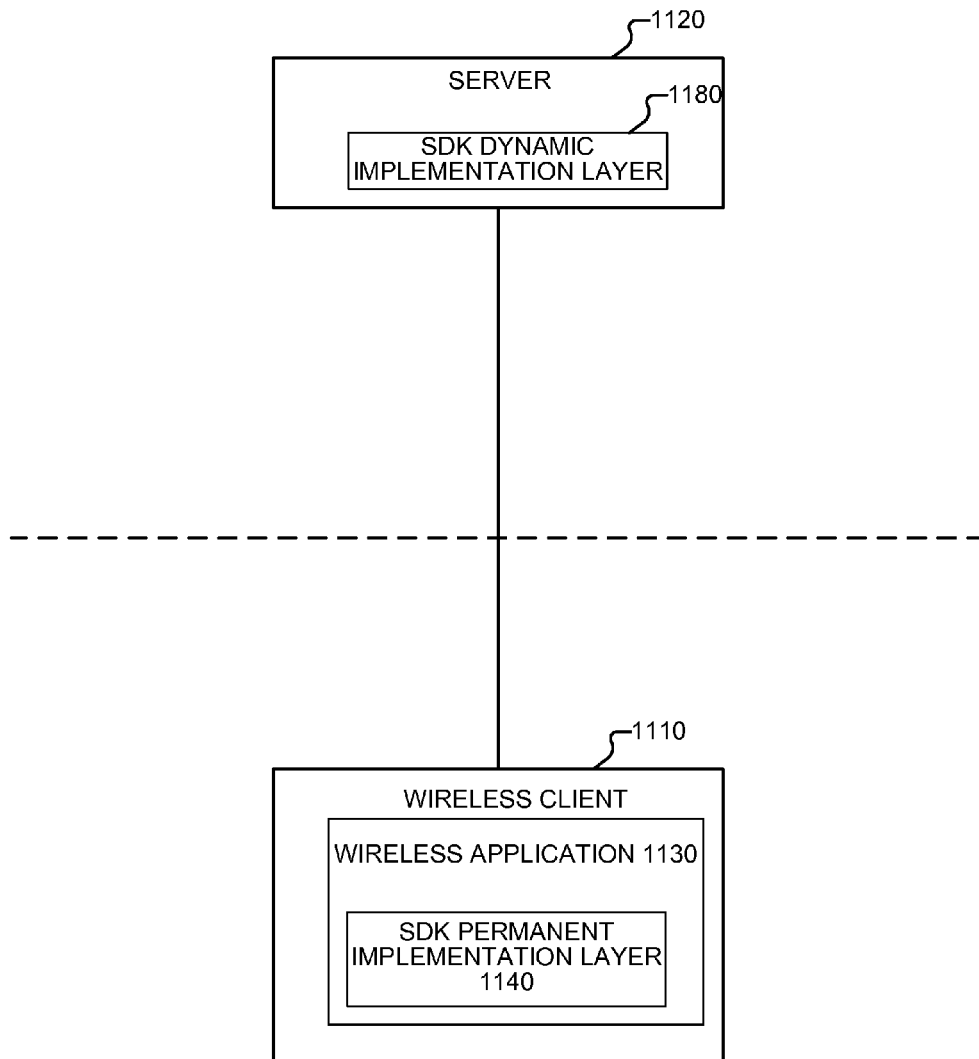 1120
SERVER
1180
SDK DYNAMIC
IMPLEMENTATION LAYER
1110
WIRELESS CLIENT
WIRELESS APPLICATION 1130
SDK PERMANENT
IMPLEMENTATION LAYER
1140